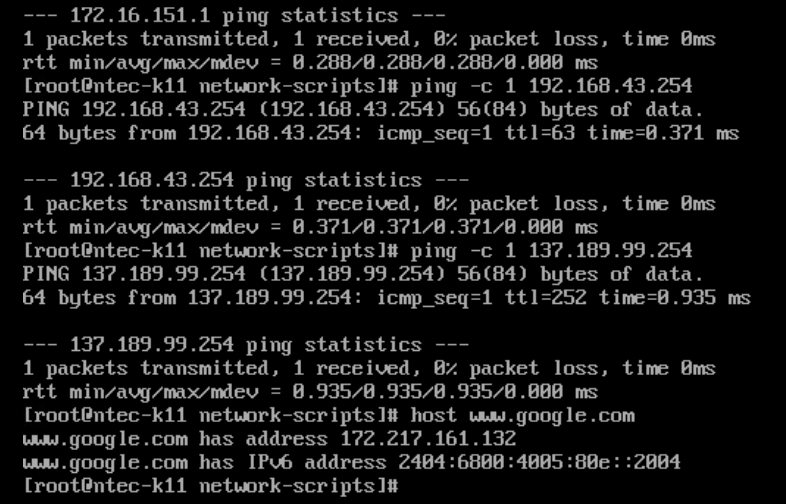 --- 172.16.151.1 ping statistics ---
1 packets transmitted, 1 received, 0% packet loss, time 0ms
rtt min/avg/max/mdev = 0.288/0.288/0.288/0.000 ms
[root@ntec-k11 network-scripts]# ping -c 1 192.168.43.254
PING 192.168.43.254 (192.168.43.254) 56(84) bytes of data.
64 bytes from 192.168.43.254: icmp_seq=1 ttl=63 time=0.371 ms

--- 192.168.43.254 ping statistics ---
1 packets transmitted, 1 received, 0% packet loss, time 0ms
rtt min/avg/max/mdev = 0.371/0.371/0.371/0.000 ms
[root@ntec-k11 network-scripts]# ping -c 1 137.189.99.254
PING 137.189.99.254 (137.189.99.254) 56(84) bytes of data.
64 bytes from 137.189.99.254: icmp_seq=1 ttl=252 time=0.935 ms

--- 137.189.99.254 ping statistics ---
1 packets transmitted, 1 received, 0% packet loss, time 0ms
rtt min/avg/max/mdev = 0.935/0.935/0.935/0.000 ms
[root@ntec-k11 network-scripts]# host www.google.com
www.google.com has address 172.217.161.132
www.google.com has IPv6 address 2404:6800:4005:80e::2004
[root@ntec-k11 network-scripts]#